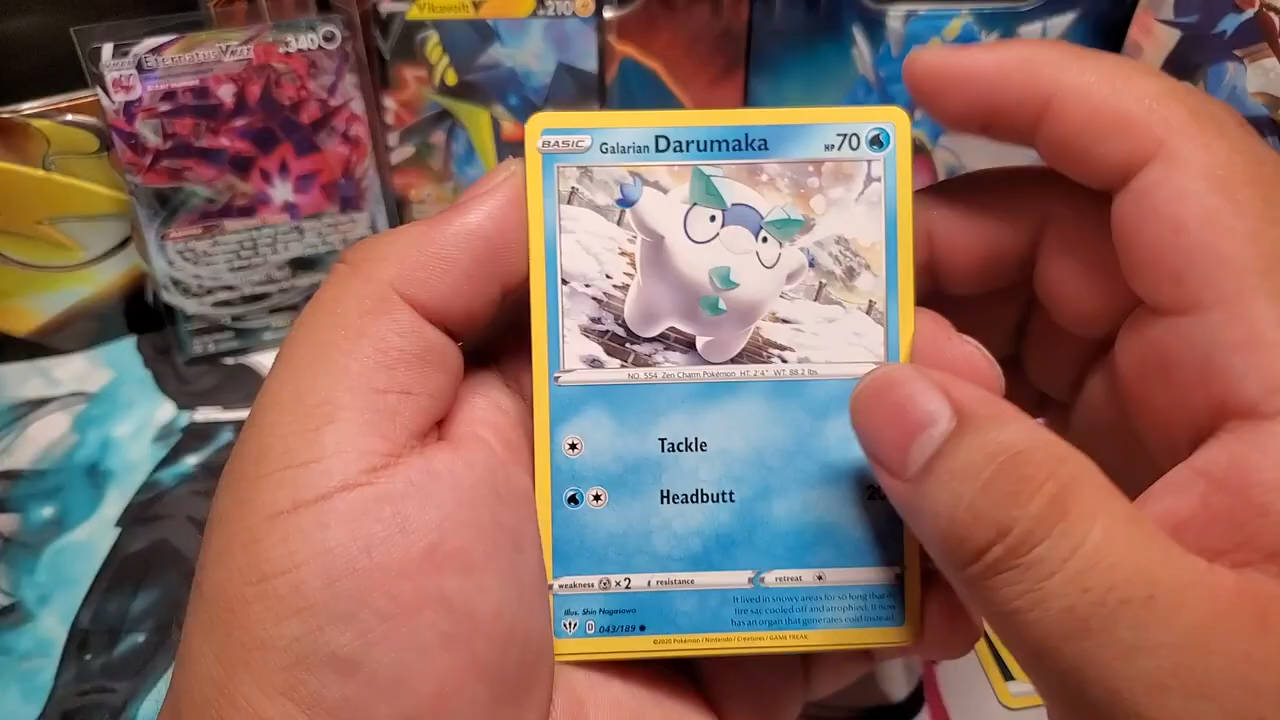 Eternatus VMAX 340
Vikavolt V 210
BASIC Galarian Darumaka HP 70
NO. 554 Zen Charm Pokémon HT: 2'4" WT: 88.2 lbs.
Tackle
Headbutt 20
weakness ×2 resistance retreat
It lived in snowy areas for so long that
fire sac cooled off and atrophied. It now
has an organ that generates cold instead.
Illus. Shin Nagasawa
D 043/189
©2020 Pokémon / Nintendo / Creatures / GAME FREAK